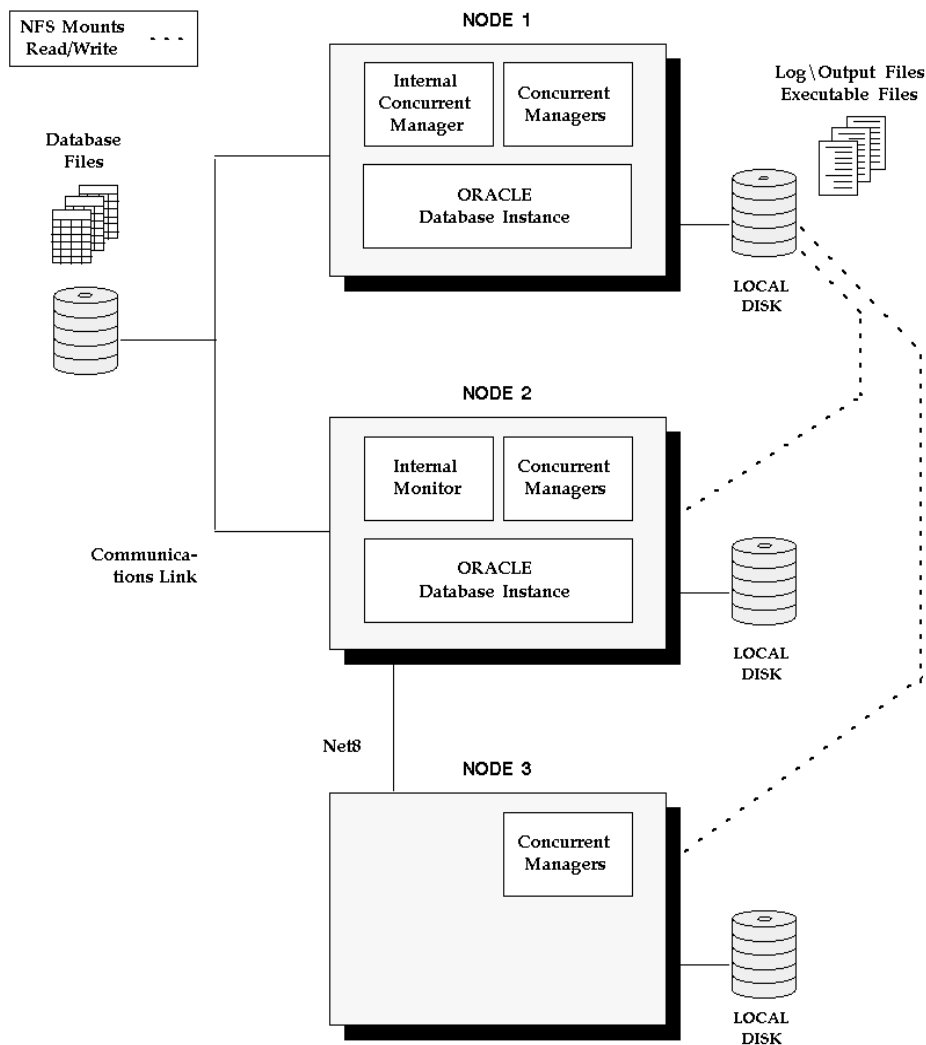 NFS Mounts
Read/Write - - -
NODE 1
Internal
Concurrent
Manager
Concurrent
Managers
Log\Output Files
Executable Files
Database
Files
ORACLE
Database Instance
LOCAL
DISK
NODE 2
Internal
Monitor
Concurrent
Managers
Communica-
tions Link
ORACLE
Database Instance
LOCAL
DISK
Net8
NODE 3
Concurrent
Managers
LOCAL
DISK